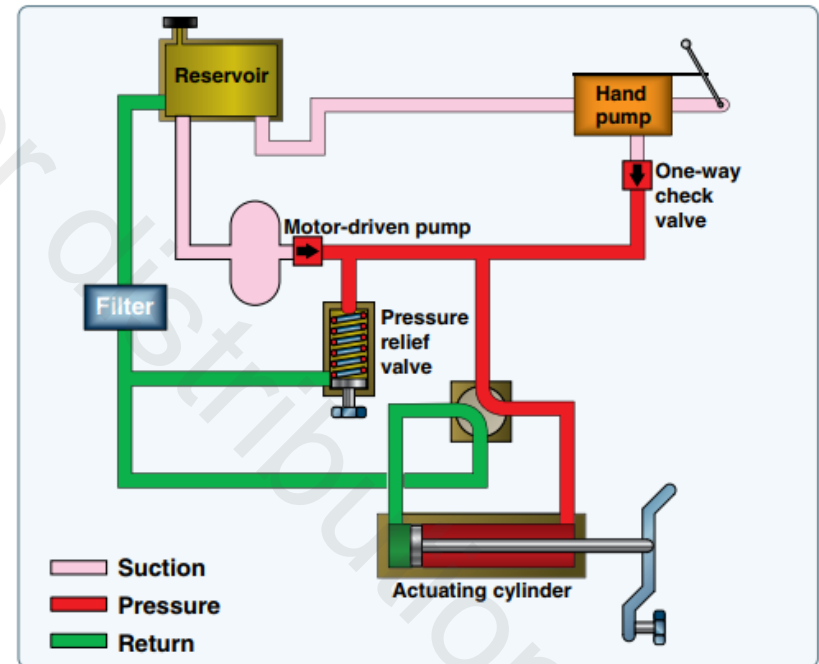 Reservoir
Hand
pump
One-way
check
valve
Motor-driven pump
Filter
Pressure
relief
valve
Actuating cylinder
Suction
Pressure
Return
distribution